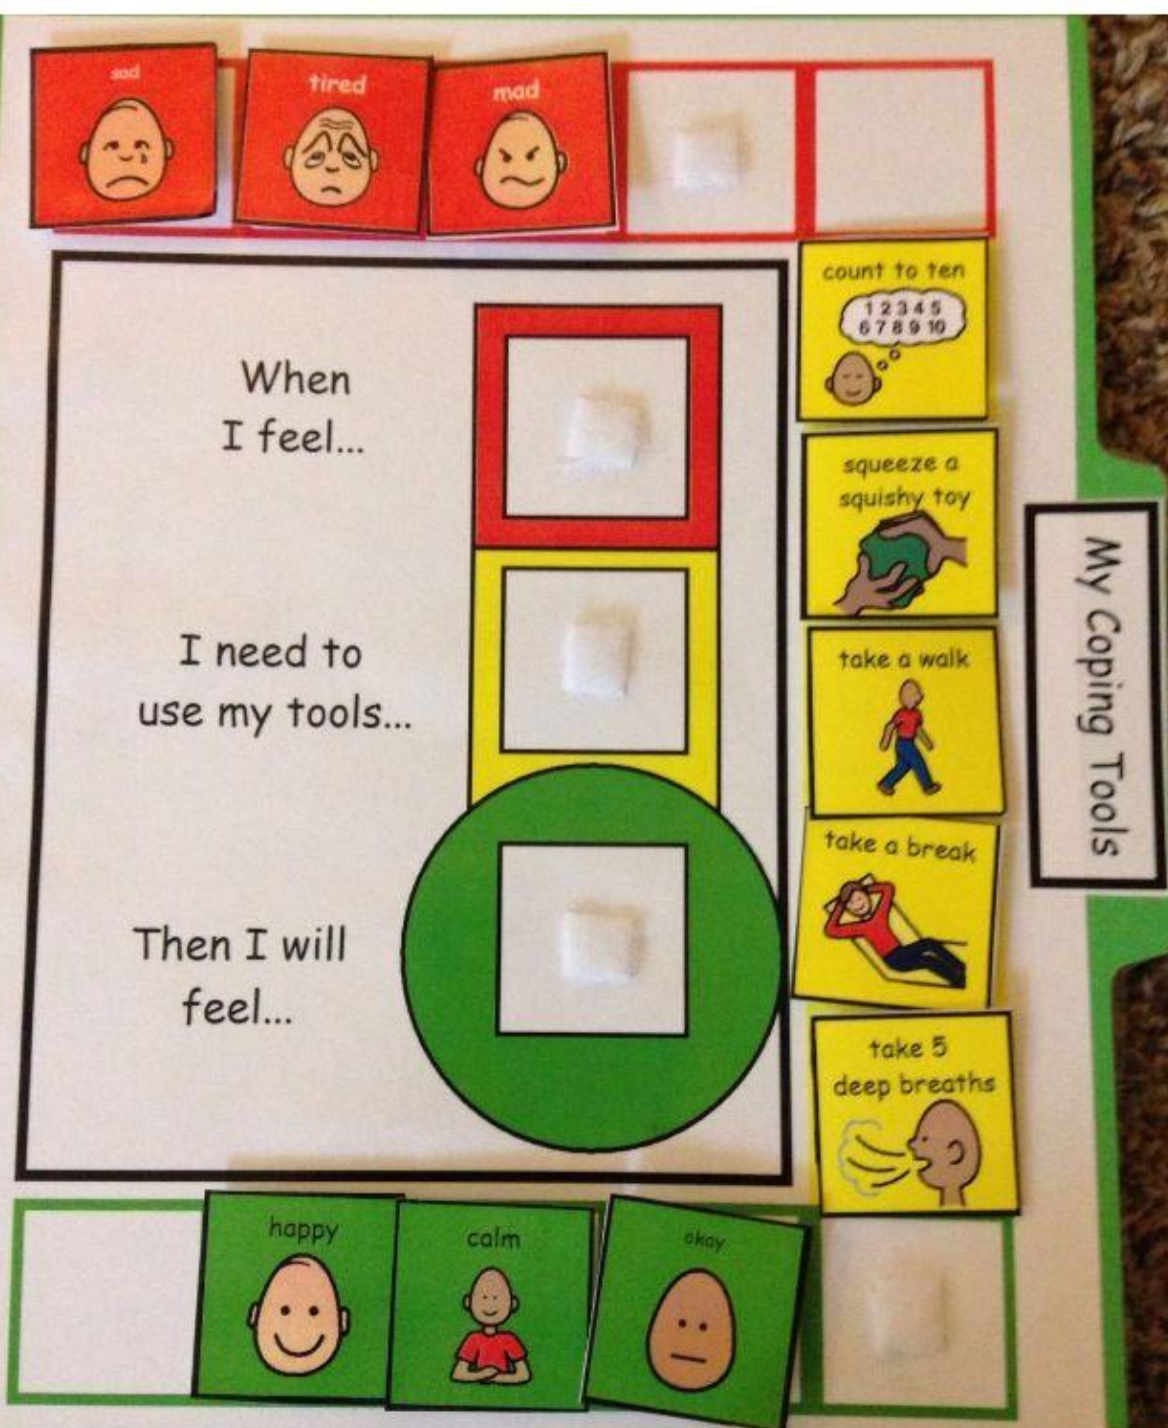 sad
tired
mad
When
I feel...
I need to
use my tools...
Then I will
feel...
count to ten
1 2 3 4 5
6 7 8 9 10
squeeze a
squishy toy
take a walk
take a break
take 5
deep breaths
My Coping Tools
happy
calm
okay